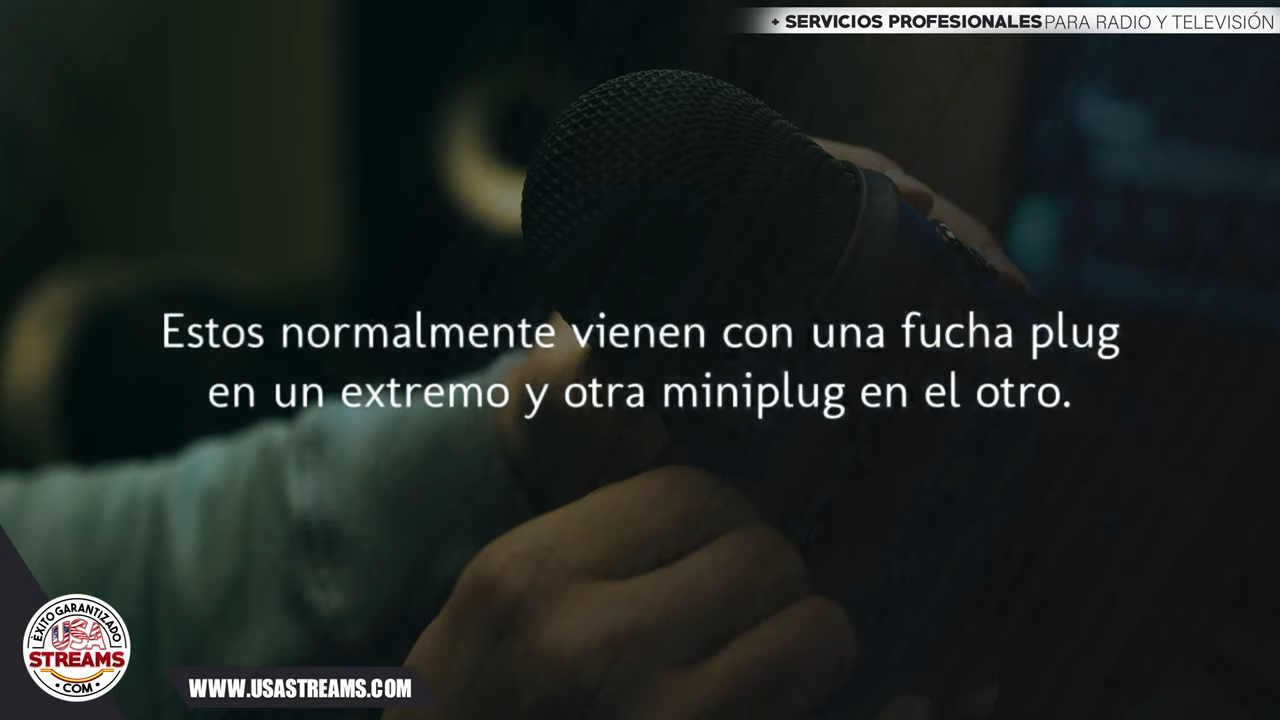 + SERVICIOS PROFESIONALES PARA RADIO Y TELEVISIÓN
Estos normalmente vienen con una fucha plug
en un extremo y otra miniplug en el otro.
ÉXITO GARANTIZADO
USA
STREAMS
.COM
WWW.USASTREAMS.COM